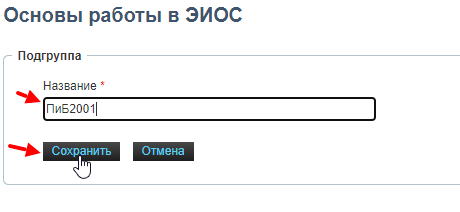 Основы работы в ЭИОС
Подгруппа
Название *
ПиБ2001
Сохранить Отмена